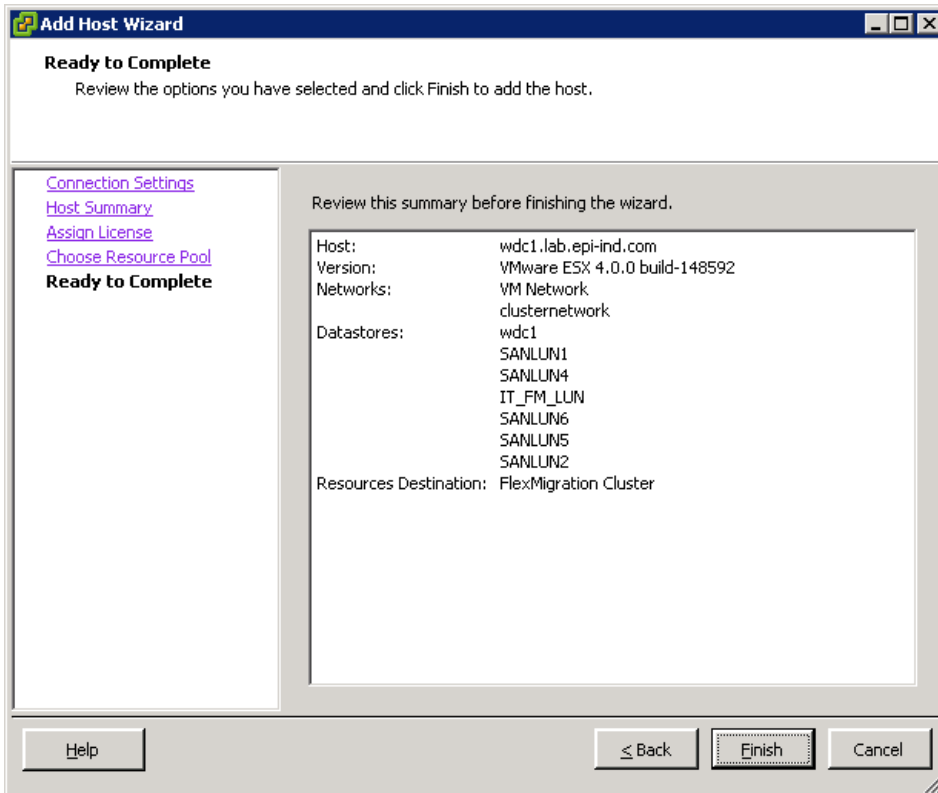 Add Host Wizard
Ready to Complete
Review the options you have selected and click Finish to add the host.
Connection Settings
Host Summary
Assign License
Choose Resource Pool
Ready to Complete
Review this summary before finishing the wizard.
Host: wdc1.lab.epi-ind.com
Version: VMware ESX 4.0.0 build-148592
Networks: VM Network
clusternetwork
Datastores: wdc1
SANLUN1
SANLUN4
IT_FM_LUN
SANLUN6
SANLUN5
SANLUN2
Resources Destination: FlexMigration Cluster
Help
< Back
Finish
Cancel